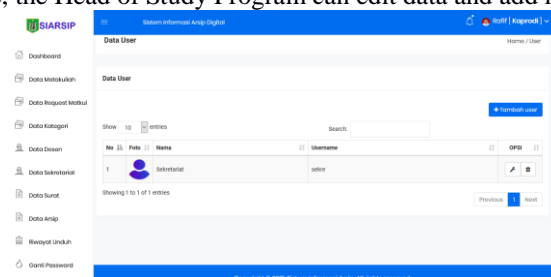 , the Head of Study Program can edit data and add n
SIARSIP
Sistem Informasi Arsip Digital
Rafif [ Kaprodi ]
Data User
Home / User
Dashboard
Data Matakuliah
Data Request Matkul
Data Kategori
Data Dosen
Data Sekretariat
Data Surat
Data Arsip
Riwayat Unduh
Ganti Password
Data User
+ Tambah user
Show 10 entries
Search:
No Foto Nama Username OPSI
1 Sekretariat sekre
Showing 1 to 1 of 1 entries
Previous 1 Next